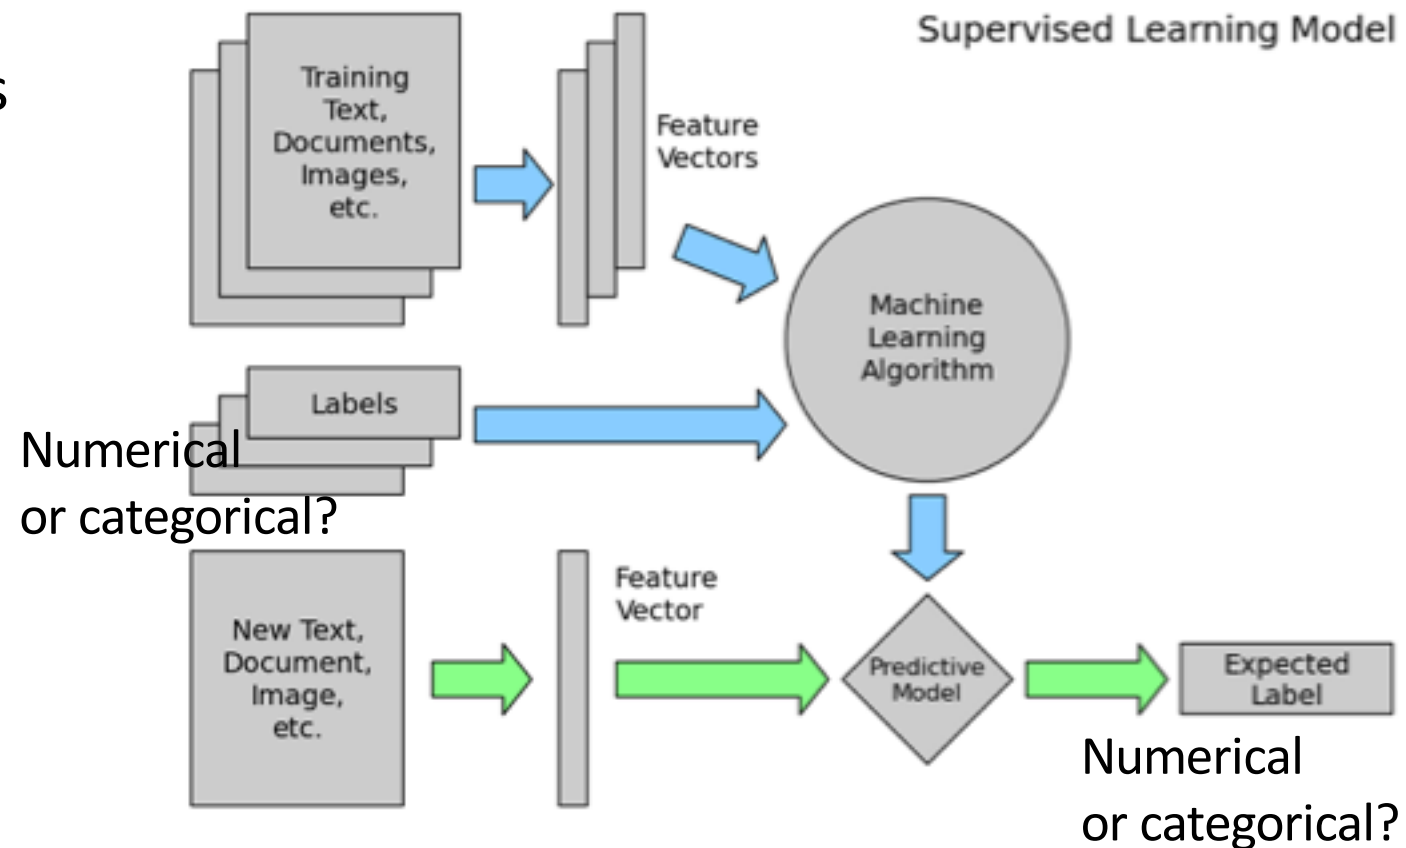 Supervised Learning Model
s
Training
Text,
Documents,
Images,
etc.
Feature
Vectors
Machine
Learning
Algorithm
Labels
Numerical
or categorical?
New Text,
Document,
Image,
etc.
Feature
Vector
Predictive
Model
Expected
Label
Numerical
or categorical?